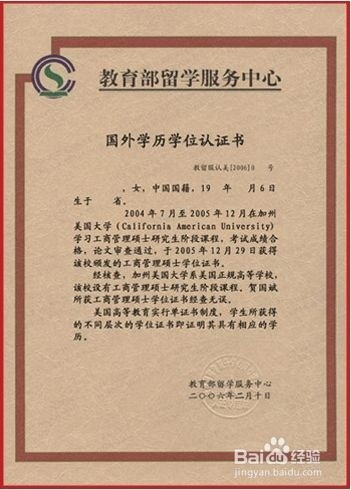 教育部留学服务中心
国外学历学位认证书
教留服认美[2006]0 号
，女，中国国籍，19 年 月6日
生于 省。
2004年7月至2005年12月在加州
美国大学(California American University)
学习工商管理硕士研究生阶段课程，考试成绩合
格，论文审查通过，于2005年12月29日获得
该校颁发的工商管理硕士学位证书。
经核查，加州美国大学系美国正规高等学校，
该校设有工商管理硕士研究生阶段课程。贺国斌
所获工商管理硕士学位证书经查无误。
美国高等教育实行单证书制度，学生所获得
的不同层次的学位证书即证明其具有相应的学
历。
教育部留学服务中心
二〇〇六年二月十日
Baidu经验
jingyan.baidu.com